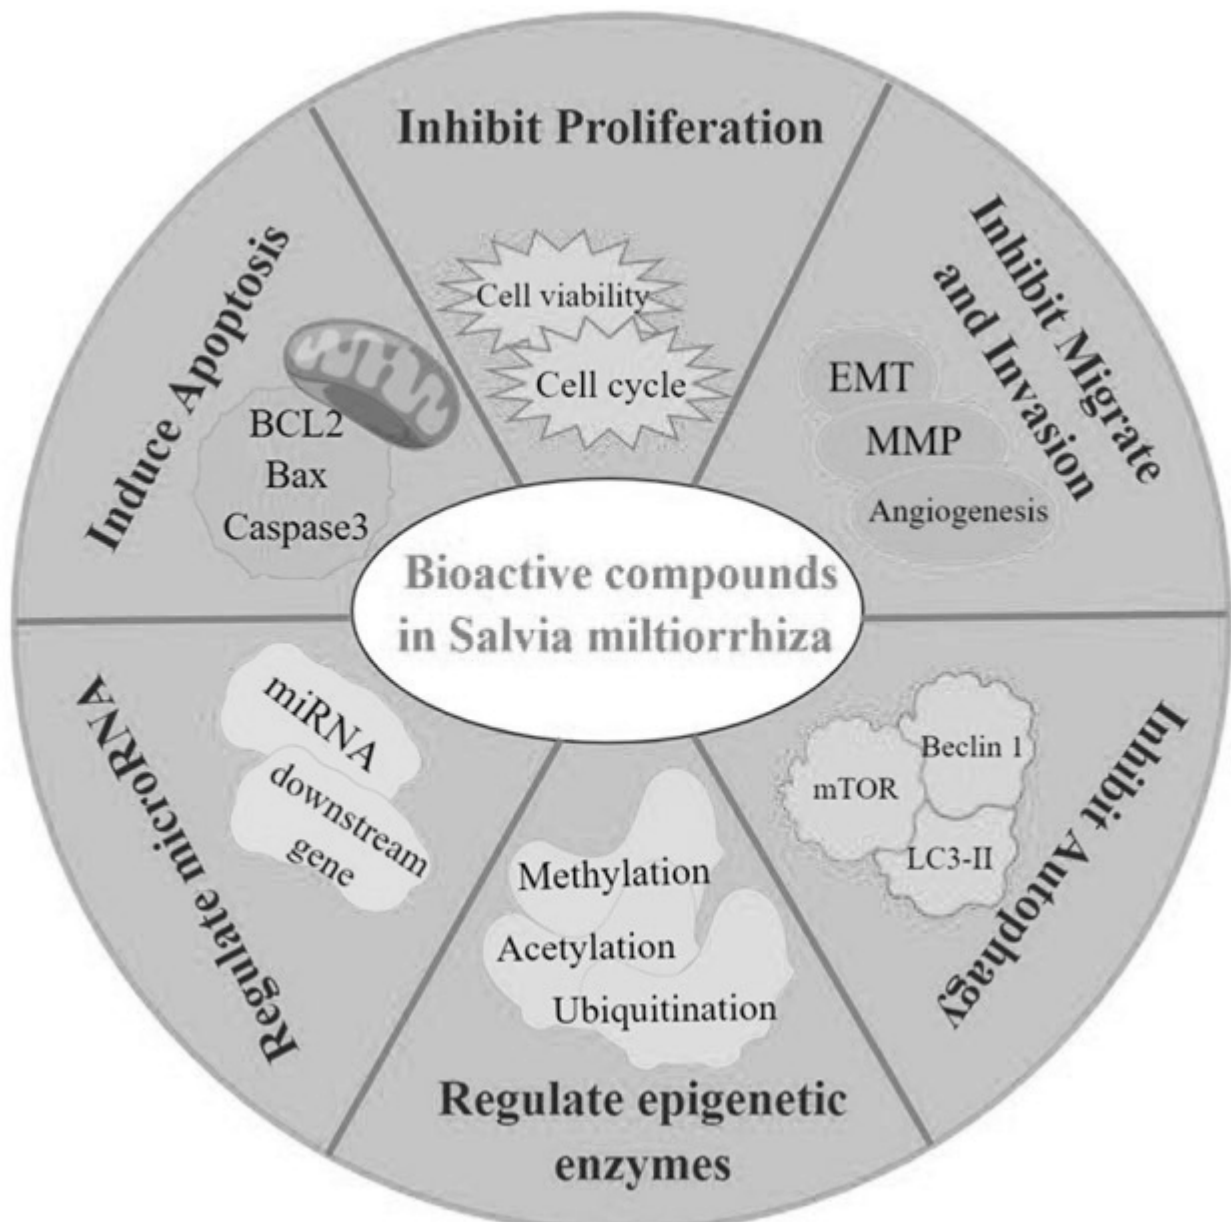 Inhibit Proliferation
Cell viability
Cell cycle
Inhibit Migrate
and Invasion
EMT
MMP
Angiogenesis
Induce Apoptosis
BCL2
Bax
Caspase3
Bioactive compounds
in Salvia miltiorrhiza
Regulate microRNA
miRNA
downstream
gene
Methylation
Acetylation
Ubiquitination
Regulate epigenetic
enzymes
Beclin 1
mTOR
LC3-II
Inhibit Autophagy